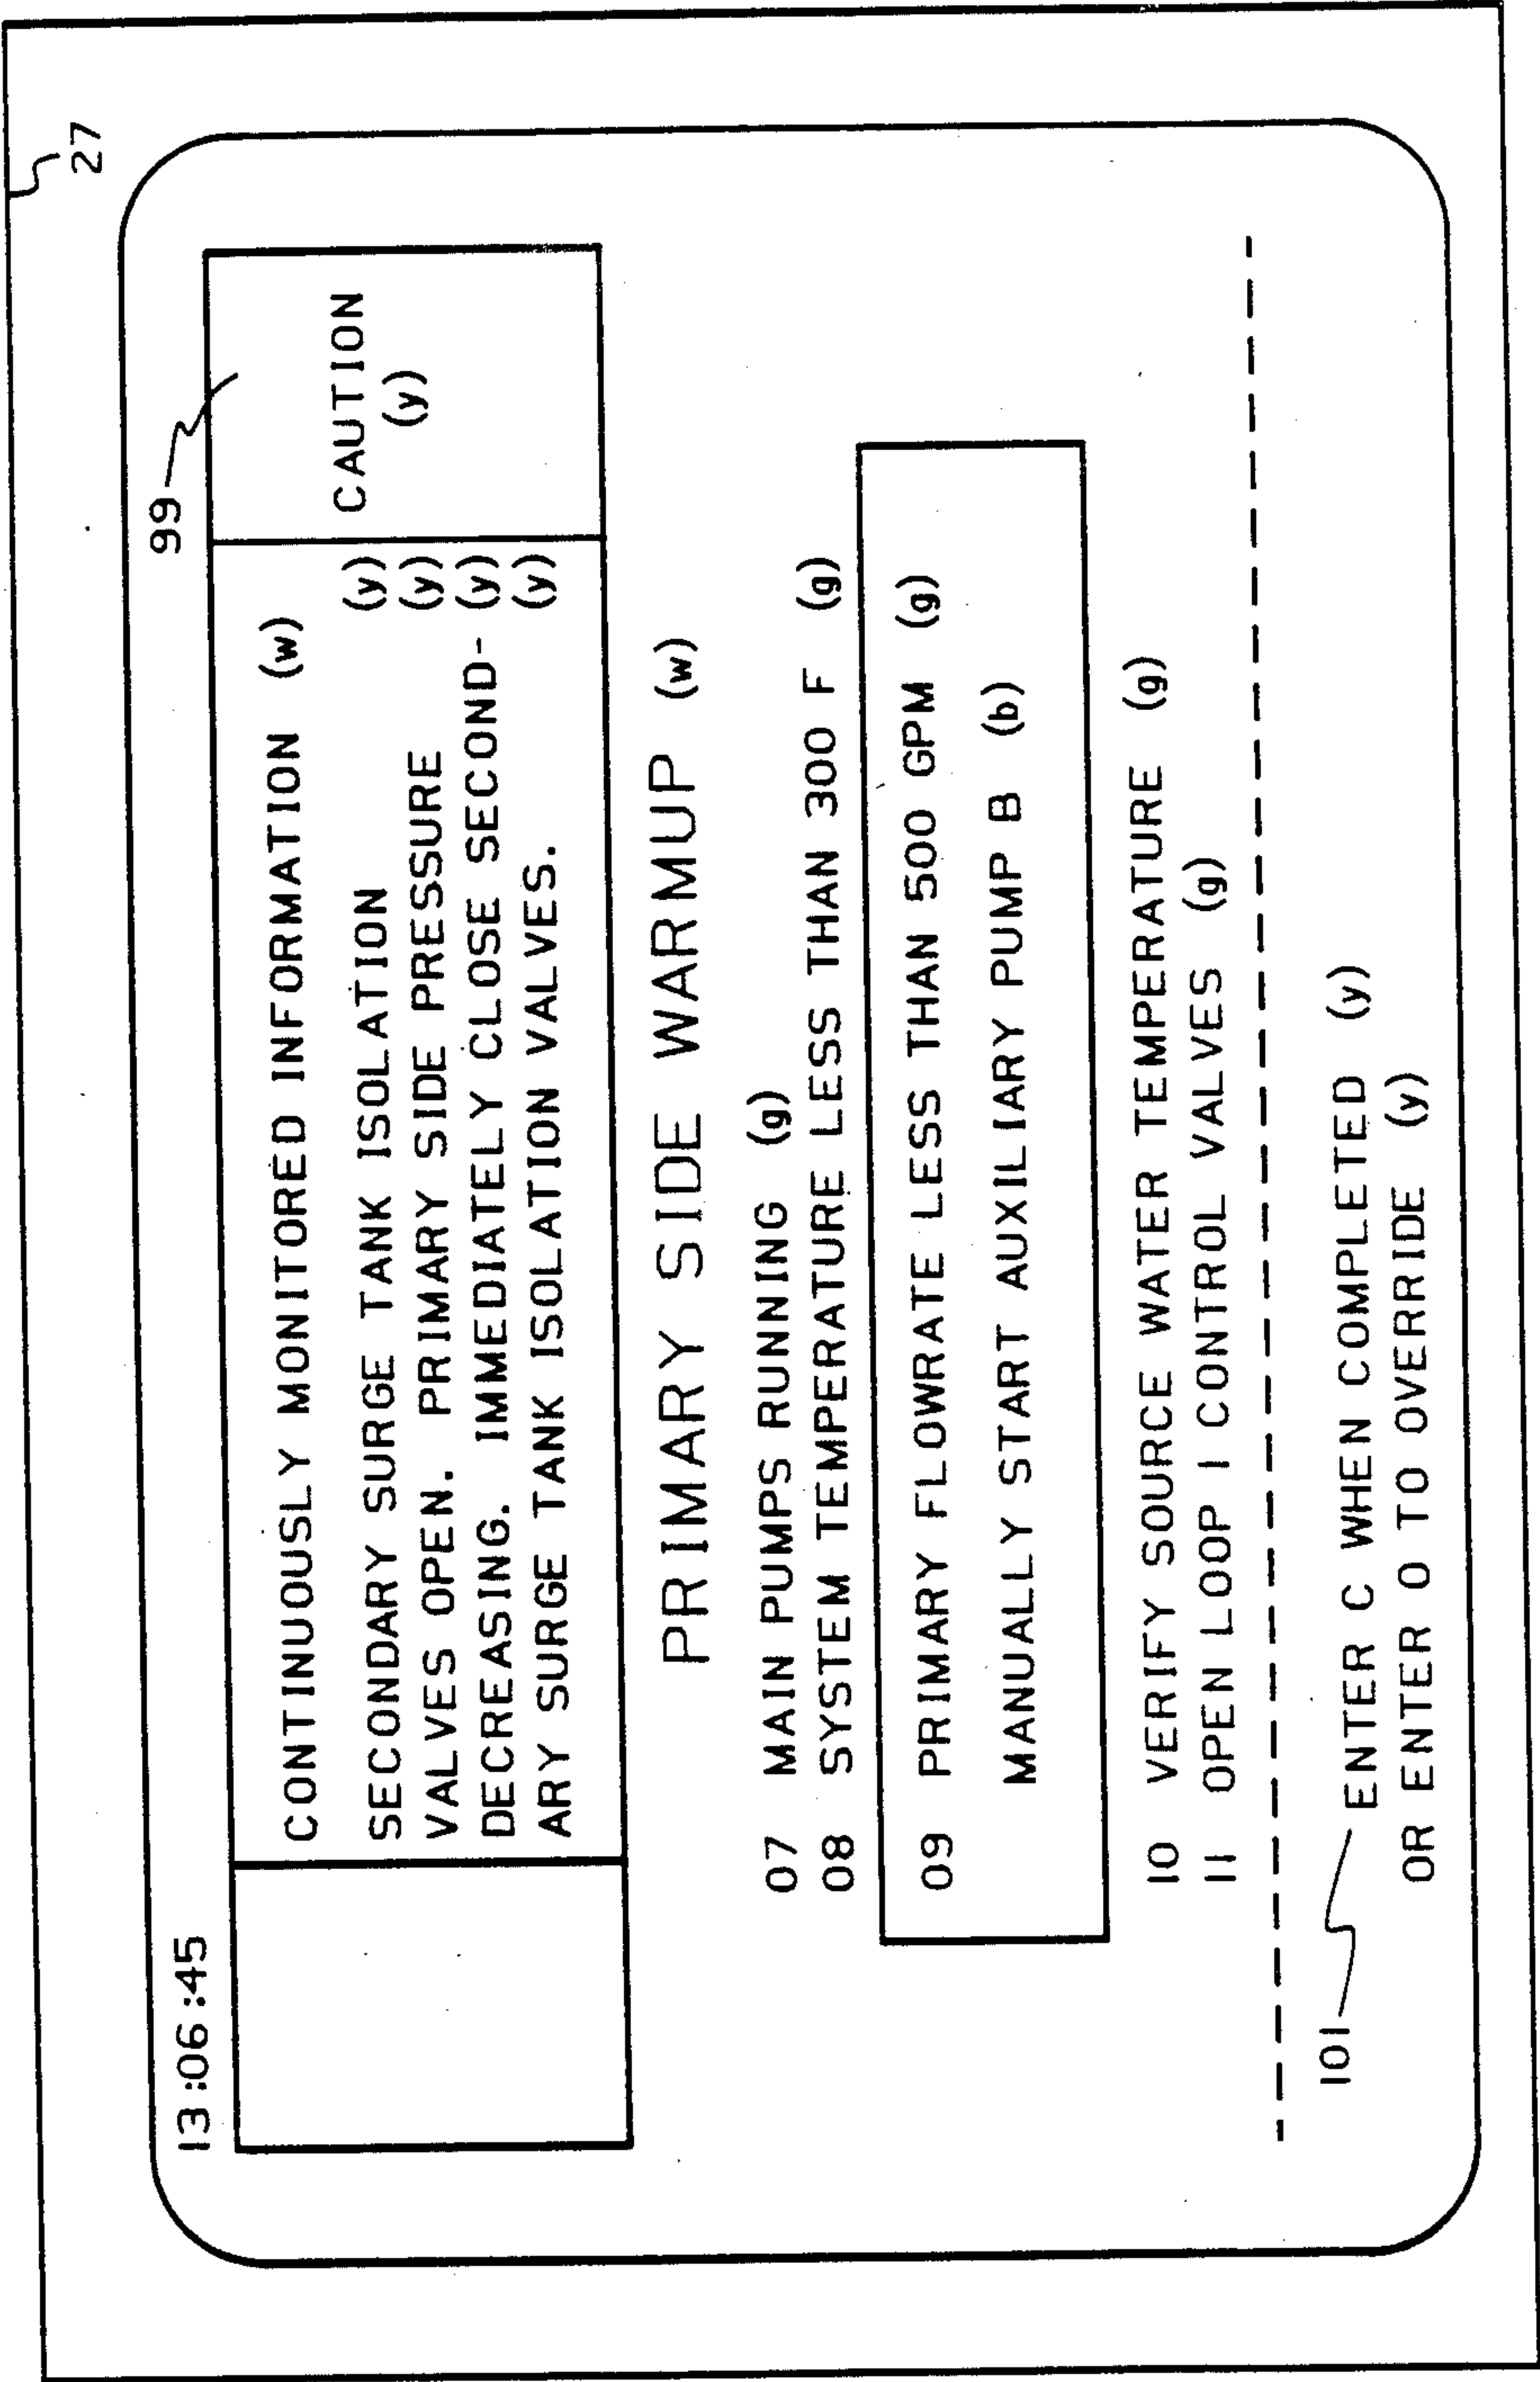 27
13:06:45
99
CONTINUOUSLY MONITORED INFORMATION (w)
SECONDARY SURGE TANK ISOLATION (y)
VALVES OPEN. PRIMARY SIDE PRESSURE (y)
DECREASING. IMMEDIATELY CLOSE SECOND- (y)
ARY SURGE TANK ISOLATION VALVES. (y)
CAUTION
(y)
PRIMARY SIDE WARMUP (w)
07 MAIN PUMPS RUNNING (g)
08 SYSTEM TEMPERATURE LESS THAN 300 F (g)
09 PRIMARY FLOWRATE LESS THAN 500 GPM (g)
MANUALLY START AUXILIARY PUMP B (b)
10 VERIFY SOURCE WATER TEMPERATURE (g)
11 OPEN LOOP 1 CONTROL VALVES (g)
101 ENTER C WHEN COMPLETED (y)
OR ENTER O TO OVERRIDE (y)